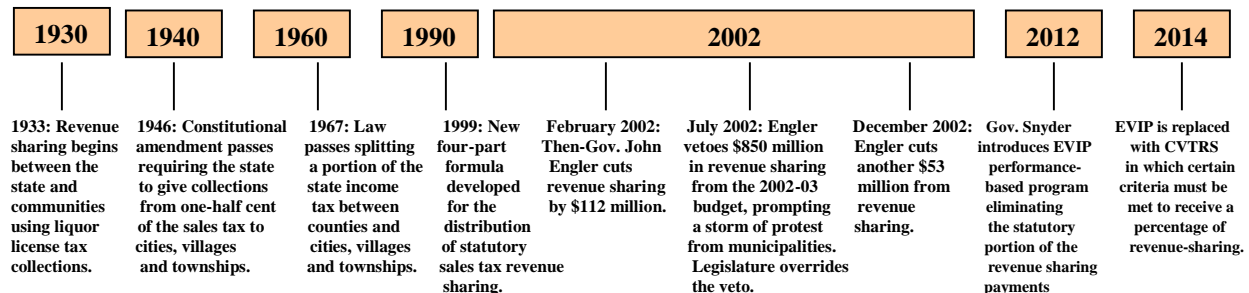 1930
1940
1960
1990
2002
2012
2014
1933: Revenue
sharing begins
between the
state and
communities
using liquor
license tax
collections.
1946: Constitutional
amendment passes
requiring the state
to give collections
from one-half cent
of the sales tax to
cities, villages
and townships.
1967: Law
passes splitting
a portion of the
state income
tax between
counties and
cities, villages
and townships.
1999: New
four-part
formula
developed
for the
distribution
of statutory
sales tax revenue
sharing.
February 2002:
Then-Gov. John
Engler cuts
revenue sharing
by $112 million.
July 2002: Engler
vetoes $850 million
in revenue sharing
from the 2002-03
budget, prompting
a storm of protest
from municipalities.
Legislature overrides
the veto.
December 2002:
Engler cuts
another $53
million from
revenue
sharing.
Gov. Snyder
introduces EVIP
performance-
based program
eliminating
the statutory
portion of the
revenue sharing
payments
EVIP is replaced
with CVTRS
in which certain
criteria must be
met to receive a
percentage of
revenue-sharing.